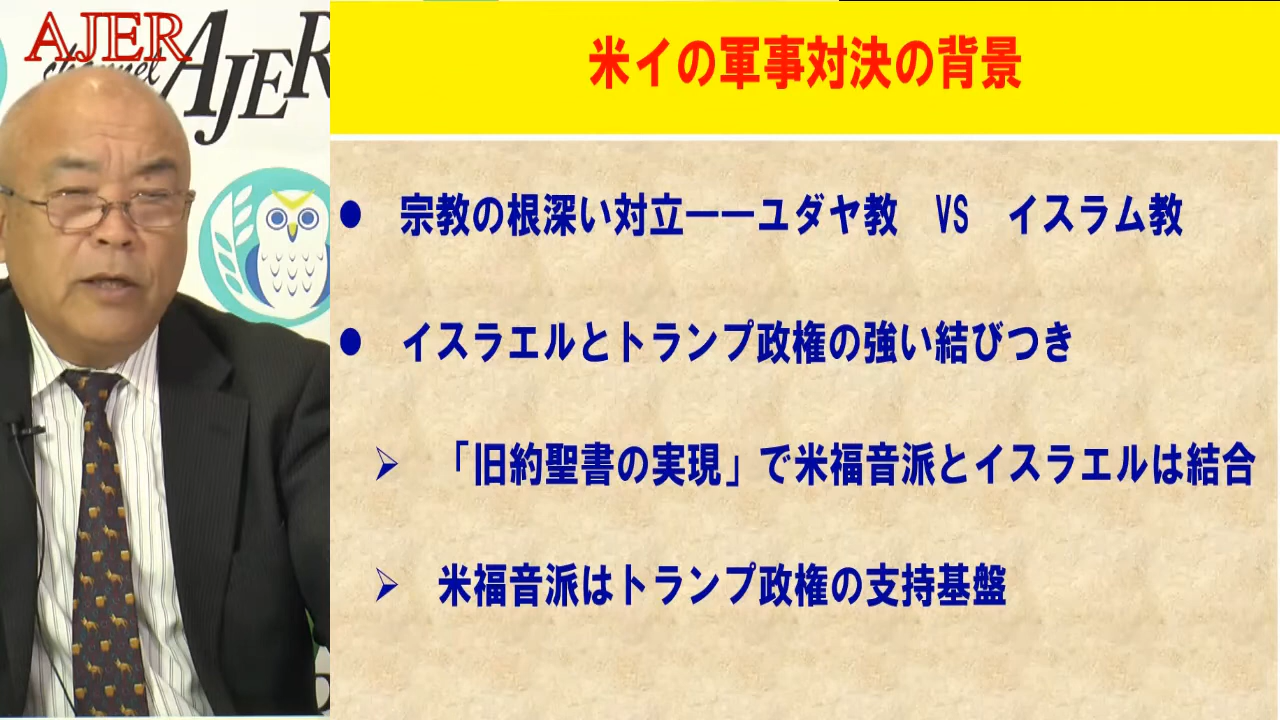 AJER
channel AJER
米イの軍事対決の背景
● 宗教の根深い対立――ユダヤ教 VS イスラム教
● イスラエルとトランプ政権の強い結びつき
➢ 「旧約聖書の実現」で米福音派とイスラエルは結合
➢ 米福音派はトランプ政権の支持基盤